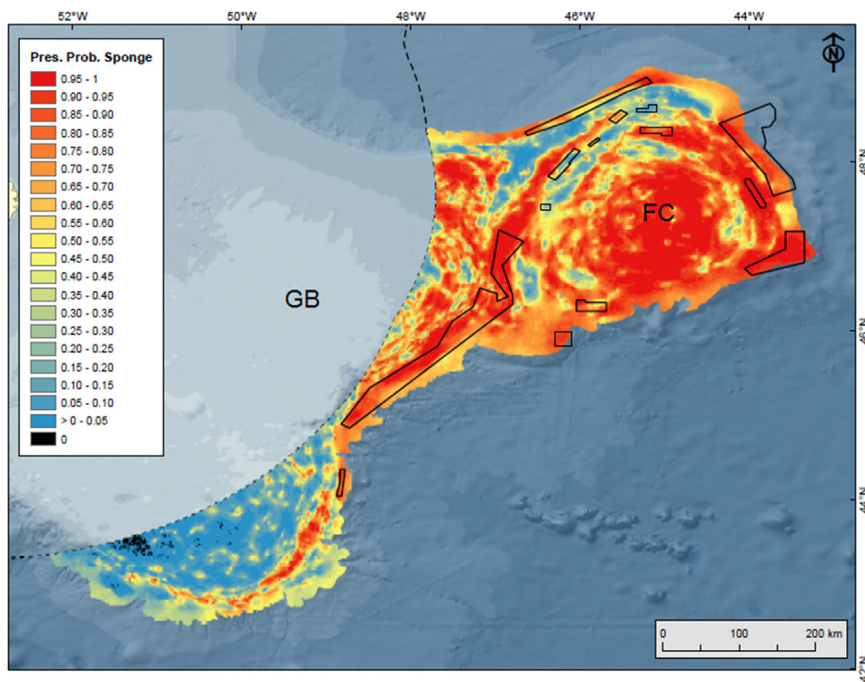 52°W 50°W 48°W 46°W 44°W
Pres. Prob. Sponge
0.95 - 1
0.90 - 0.95
0.85 - 0.90
0.80 - 0.85
0.75 - 0.80
0.70 - 0.75
0.65 - 0.70
0.60 - 0.65
0.55 - 0.60
0.50 - 0.55
0.45 - 0.50
0.40 - 0.45
0.35 - 0.40
0.30 - 0.35
0.25 - 0.30
0.20 - 0.25
0.15 - 0.20
0.10 - 0.15
0.05 - 0.10
> 0 - 0.05
0
N
48°N
FC
GB
46°N
44°N
0 100 200 km
42°N